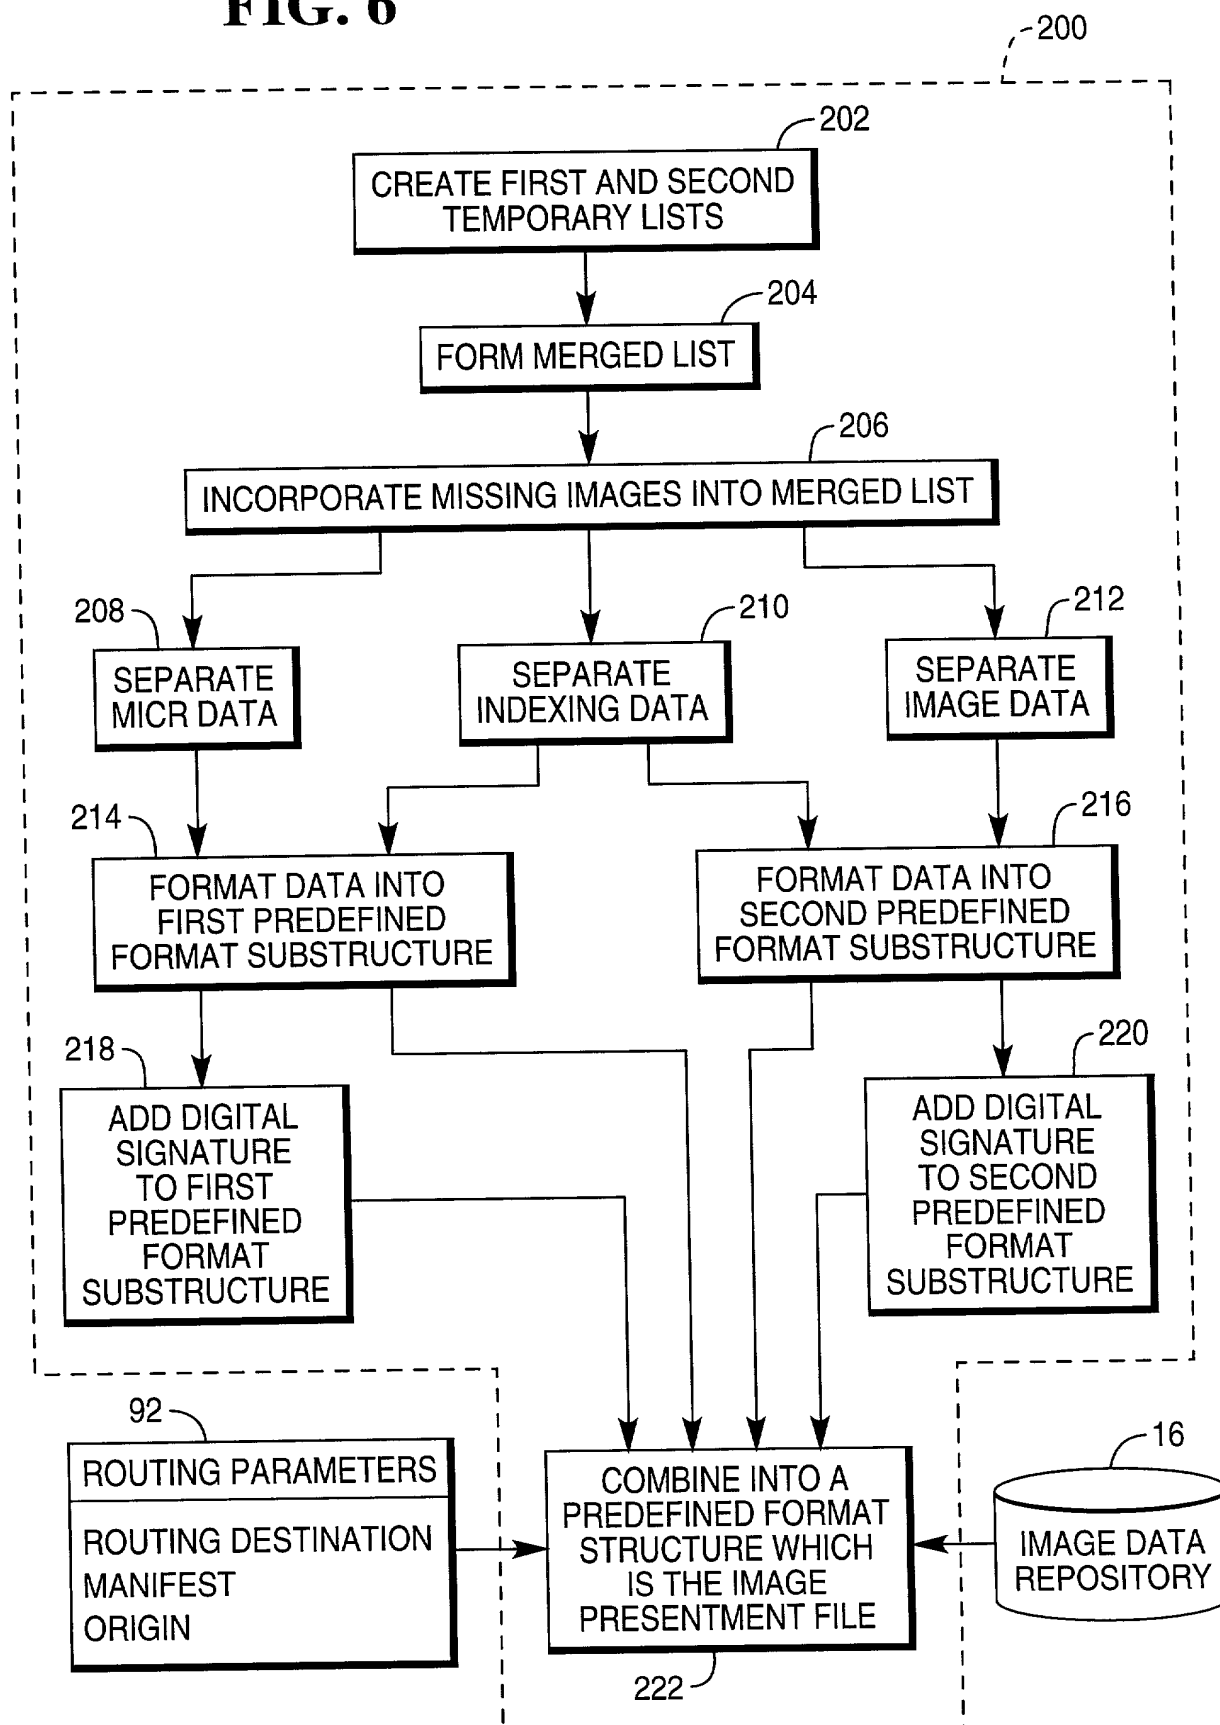 FIG. 6
200
202
CREATE FIRST AND SECOND
TEMPORARY LISTS
204
FORM MERGED LIST
206
INCORPORATE MISSING IMAGES INTO MERGED LIST
208
SEPARATE
MICR DATA
210
SEPARATE
INDEXING DATA
212
SEPARATE
IMAGE DATA
214
FORMAT DATA INTO
FIRST PREDEFINED
FORMAT SUBSTRUCTURE
216
FORMAT DATA INTO
SECOND PREDEFINED
FORMAT SUBSTRUCTURE
218
ADD DIGITAL
SIGNATURE
TO FIRST
PREDEFINED
FORMAT
SUBSTRUCTURE
220
ADD DIGITAL
SIGNATURE
TO SECOND
PREDEFINED
FORMAT
SUBSTRUCTURE
92
ROUTING PARAMETERS
ROUTING DESTINATION
MANIFEST
ORIGIN
COMBINE INTO A
PREDEFINED FORMAT
STRUCTURE WHICH
IS THE IMAGE
PRESENTMENT FILE
222
16
IMAGE DATA
REPOSITORY